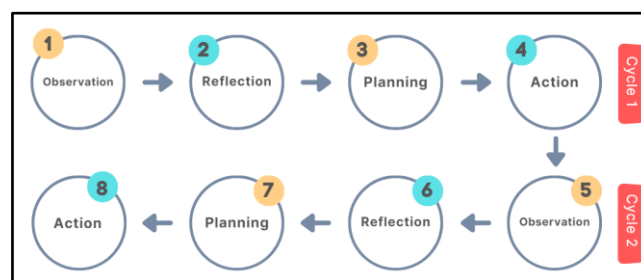 1
Observation
2
Reflection
3
Planning
4
Action
Cycle 1
5
Observation
6
Reflection
7
Planning
8
Action
Cycle 2